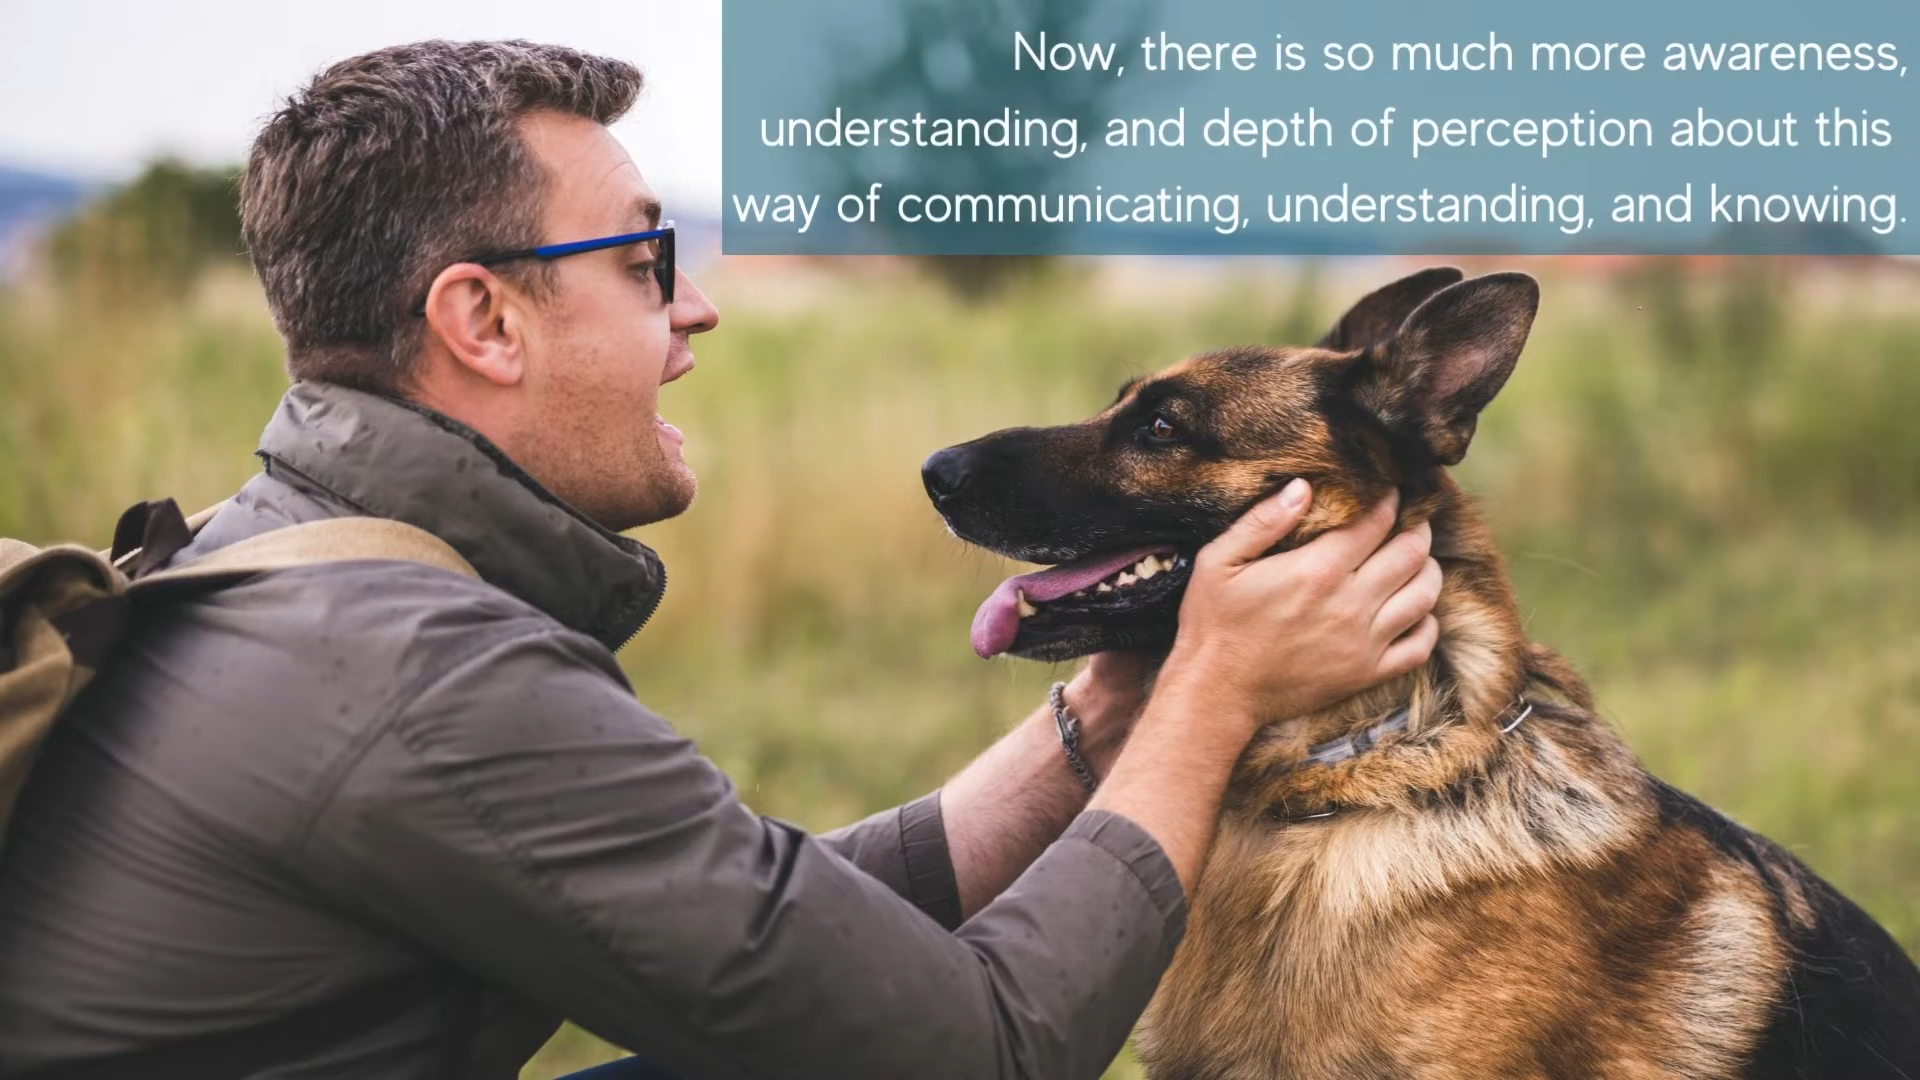 Now, there is so much more awareness,
understanding, and depth of perception about this
way of communicating, understanding, and knowing.